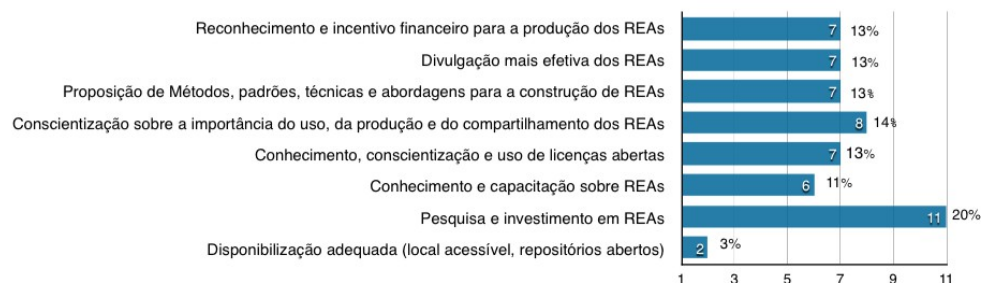 Reconhecimento e incentivo financeiro para a produção dos REAs 7 13%
Divulgação mais efetiva dos REAs 7 13%
Proposição de Métodos, padrões, técnicas e abordagens para a construção de REAs 7 13%
Conscientização sobre a importância do uso, da produção e do compartilhamento dos REAs 8 14%
Conhecimento, conscientização e uso de licenças abertas 7 13%
Conhecimento e capacitação sobre REAs 6 11%
Pesquisa e investimento em REAs 11 20%
Disponibilização adequada (local acessível, repositórios abertos) 2 3%
1 3 5 7 9 11